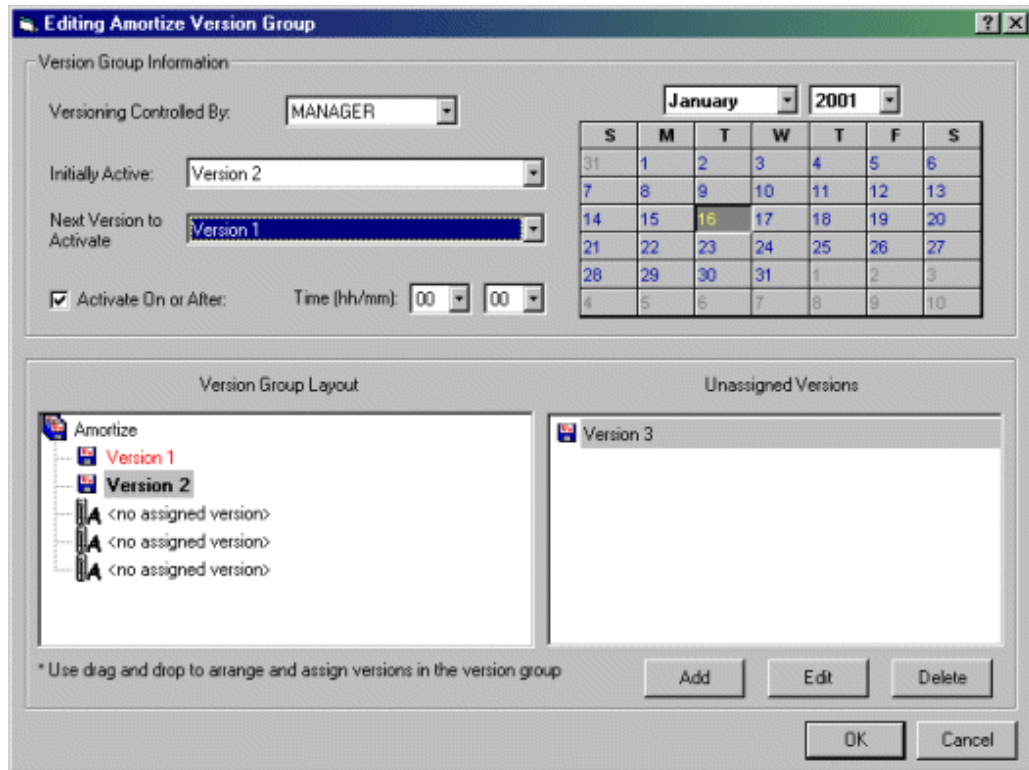 Editing Amortize Version Group
Version Group Information
Versioning Controlled By: MANAGER
Initially Active: Version 2
Next Version to
Activate
Version 1
Activate On or After: Time (hh/mm): 00 00
January 2001
S M T W T F S
31 1 2 3 4 5 6
7 8 9 10 11 12 13
14 15 16 17 18 19 20
21 22 23 24 25 26 27
28 29 30 31 1 2 3
4 5 6 7 8 9 10
Version Group Layout
Amortize
Version 1
Version 2
<no assigned version>
<no assigned version>
<no assigned version>
Unassigned Versions
Version 3
* Use drag and drop to arrange and assign versions in the version group
Add Edit Delete
OK Cancel